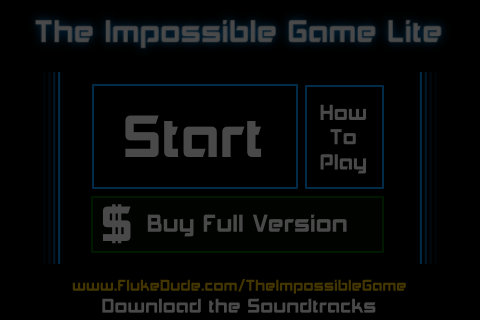 The Impossible Game Lite
Start
How
To
Play
$ Buy Full Version
www.FlukeDude.com/TheImpossibleGame
Download the Soundtracks